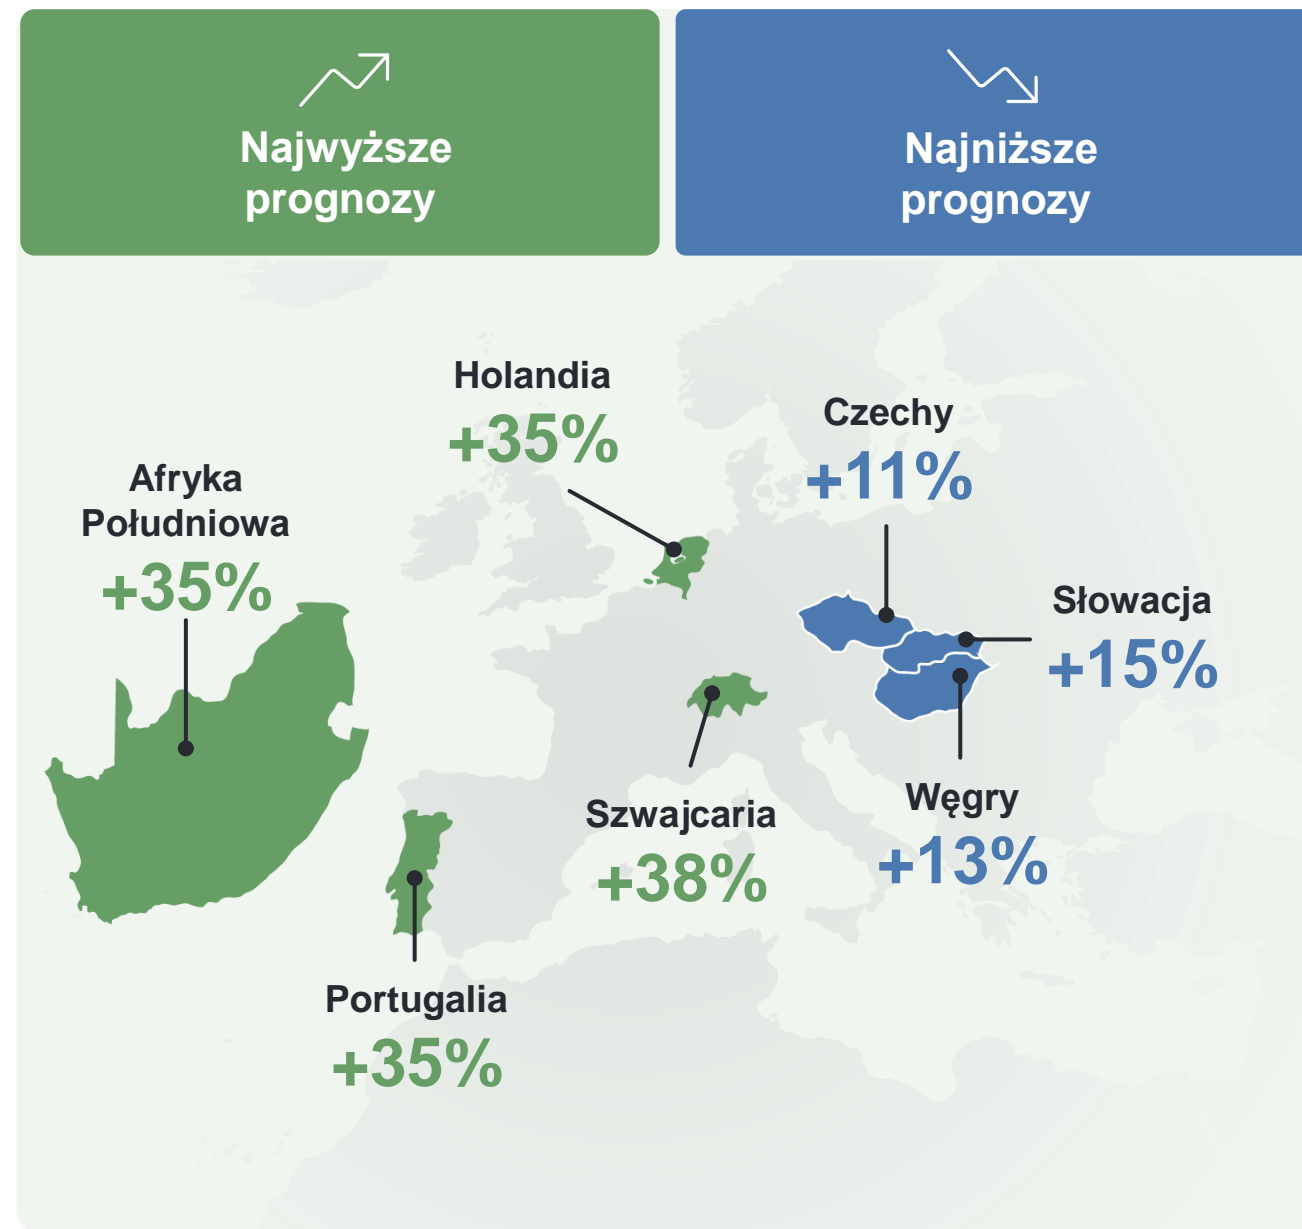 Najwyższe
prognozy
Najniższe
prognozy
Holandia
+35%
Czechy
+11%
Afryka
Południowa
+35%
Słowacja
+15%
Szwajcaria
+38%
Węgry
+13%
Portugalia
+35%